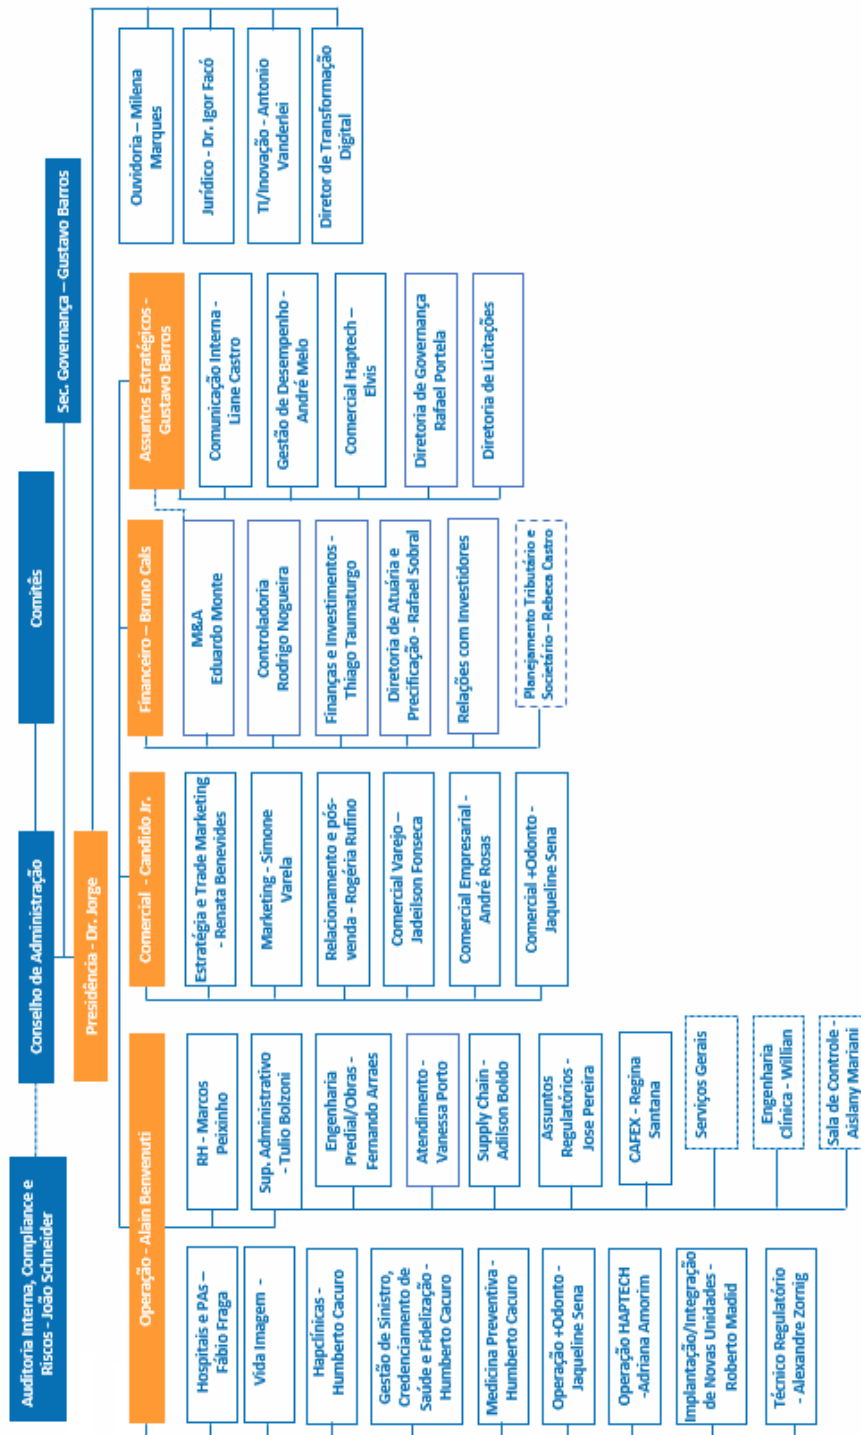 Auditoria Interna, Compliance e
Riscos - João Schneider
Conselho de Administração
Comitês
Sec. Governança – Gustavo Barros
Presidência - Dr. Jorge
Operação - Alain Benvenuti
Comercial - Candido Jr.
Financeiro – Bruno Cals
Assuntos Estratégicos -
Gustavo Barros
Ouvidoria – Milena
Marques
Jurídico - Dr. Igor Facó
TI/Inovação - Antonio
Vanderlei
Diretor de Transformação
Digital
Hospitais e PAs –
Fábio Fraga
Vida Imagem -
Hapclínicas -
Humberto Cacuro
Gestão de Sinistro,
Credenciamento de
Saúde e Fidelização -
Humberto Cacuro
Medicina Preventiva -
Humberto Cacuro
Operação +Odonto -
Jaqueline Sena
Operação HAPTECH
-Adriana Amorim
Implantação/Integração
de Novas Unidades -
Roberto Madid
Técnico Regulatório
- Alexandre Zornig
RH - Marcos
Peixinho
Sup. Administrativo
- Tulio Bolzoni
Engenharia
Predial/Obras -
Fernando Arraes
Atendimento -
Vanessa Porto
Supply Chain -
Adilson Boldo
Assuntos
Regulatórios -
Jose Pereira
CAFEX - Regina
Santana
Serviços Gerais
Engenharia
Clínica - Willian
Sala de Controle -
Aislany Mariani
Estratégia e Trade Marketing
- Renata Benevides
Marketing - Simone
Varela
Relacionamento e pós-
venda - Rogéria Rufino
Comercial Varejo –
Jadeilson Fonseca
Comercial Empresarial -
André Rosas
Comercial +Odonto -
Jaqueline Sena
M&A
Eduardo Monte
Controladoria
Rodrigo Nogueira
Finanças e Investimentos -
Thiago Taumaturgo
Diretoria de Atuária e
Precificação - Rafael Sobral
Relações com Investidores
Planejamento Tributário e
Societário – Rebeca Castro
Comunicação Interna -
Liane Castro
Gestão de Desempenho -
André Melo
Comercial Haptech –
Elvis
Diretoria de Governança
Rafael Portela
Diretoria de Licitações